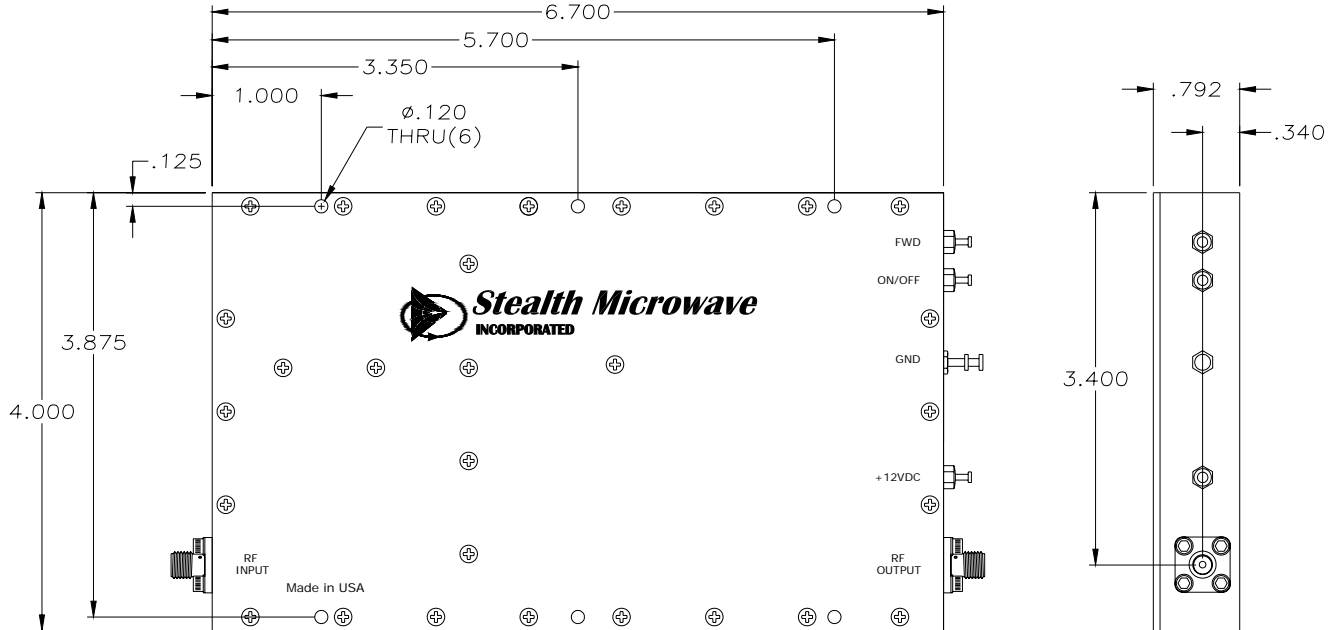 6.700
5.700
3.350
1.000
.792
ø.120
THRU(6)
.340
.125
FWD
ON/OFF
Stealth Microwave
INCORPORATED
3.875
GND
3.400
4.000
+12VDC
RF
INPUT
RF
OUTPUT
Made in USA